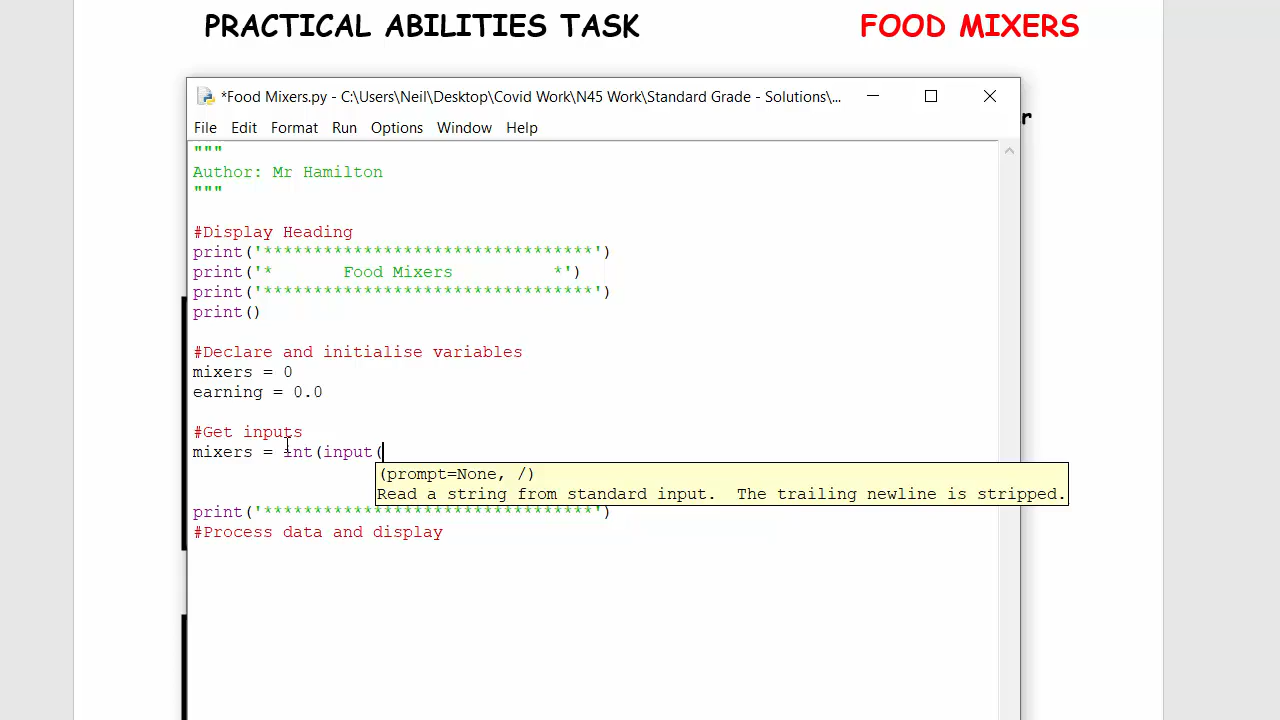 PRACTICAL ABILITIES TASK FOOD MIXERS
*Food Mixers.py - C:\Users\Neil\Desktop\Covid Work\N45 Work\Standard Grade - Solutions\...
r
File Edit Format Run Options Window Help
"""
Author: Mr Hamilton
"""
#Display Heading
print('*********************************')
print('*       Food Mixers          *')
print('*********************************')
print()
#Declare and initialise variables
mixers = 0
earning = 0.0
#Get inputs
mixers = int(input(
(prompt=None, /)
Read a string from standard input.  The trailing newline is stripped.
print('*********************************')
#Process data and display